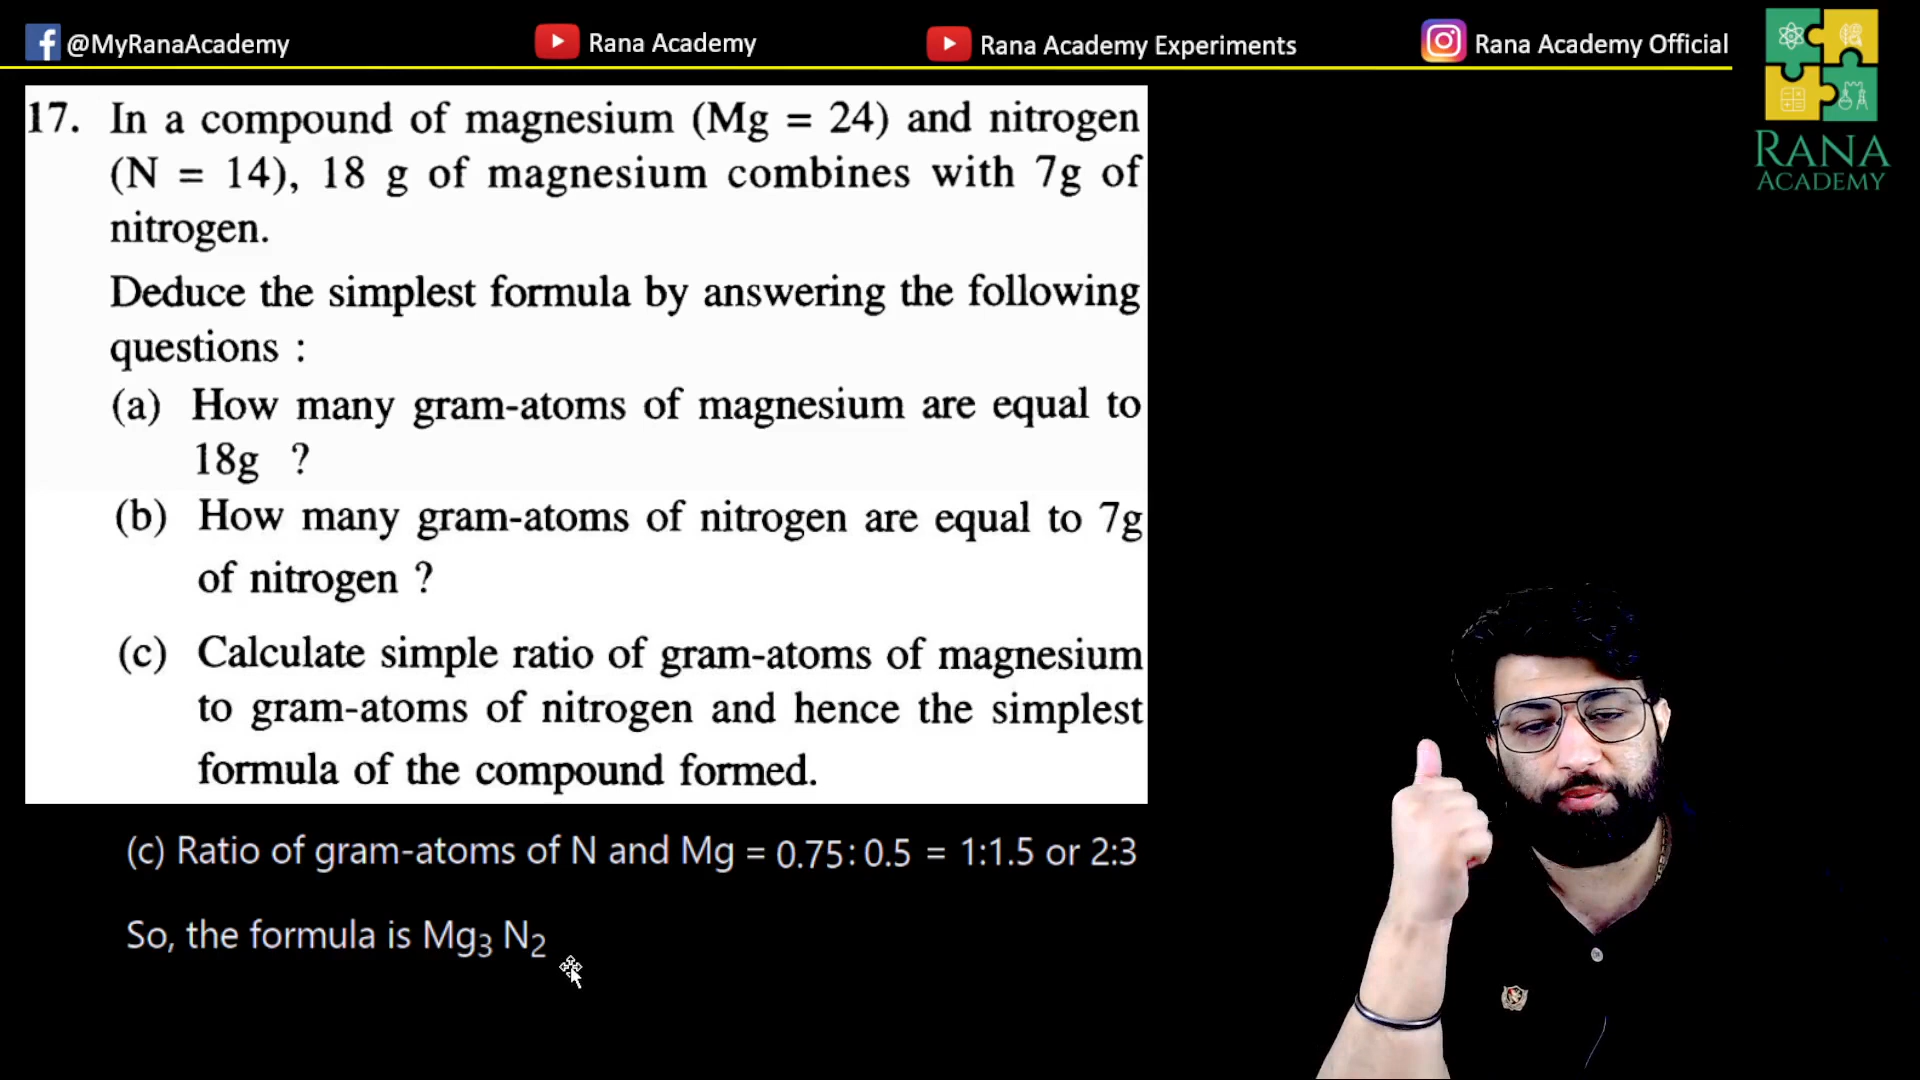 @MyRanaAcademy
Rana Academy
Rana Academy Experiments
Rana Academy Official
RANA
ACADEMY
17. In a compound of magnesium (Mg = 24) and nitrogen
(N = 14), 18 g of magnesium combines with 7g of
nitrogen.
Deduce the simplest formula by answering the following
questions :
(a) How many gram-atoms of magnesium are equal to
18g ?
(b) How many gram-atoms of nitrogen are equal to 7g
of nitrogen ?
(c) Calculate simple ratio of gram-atoms of magnesium
to gram-atoms of nitrogen and hence the simplest
formula of the compound formed.
(c) Ratio of gram-atoms of N and Mg = 0.75: 0.5 = 1:1.5 or 2:3
So, the formula is Mg₃ N₂